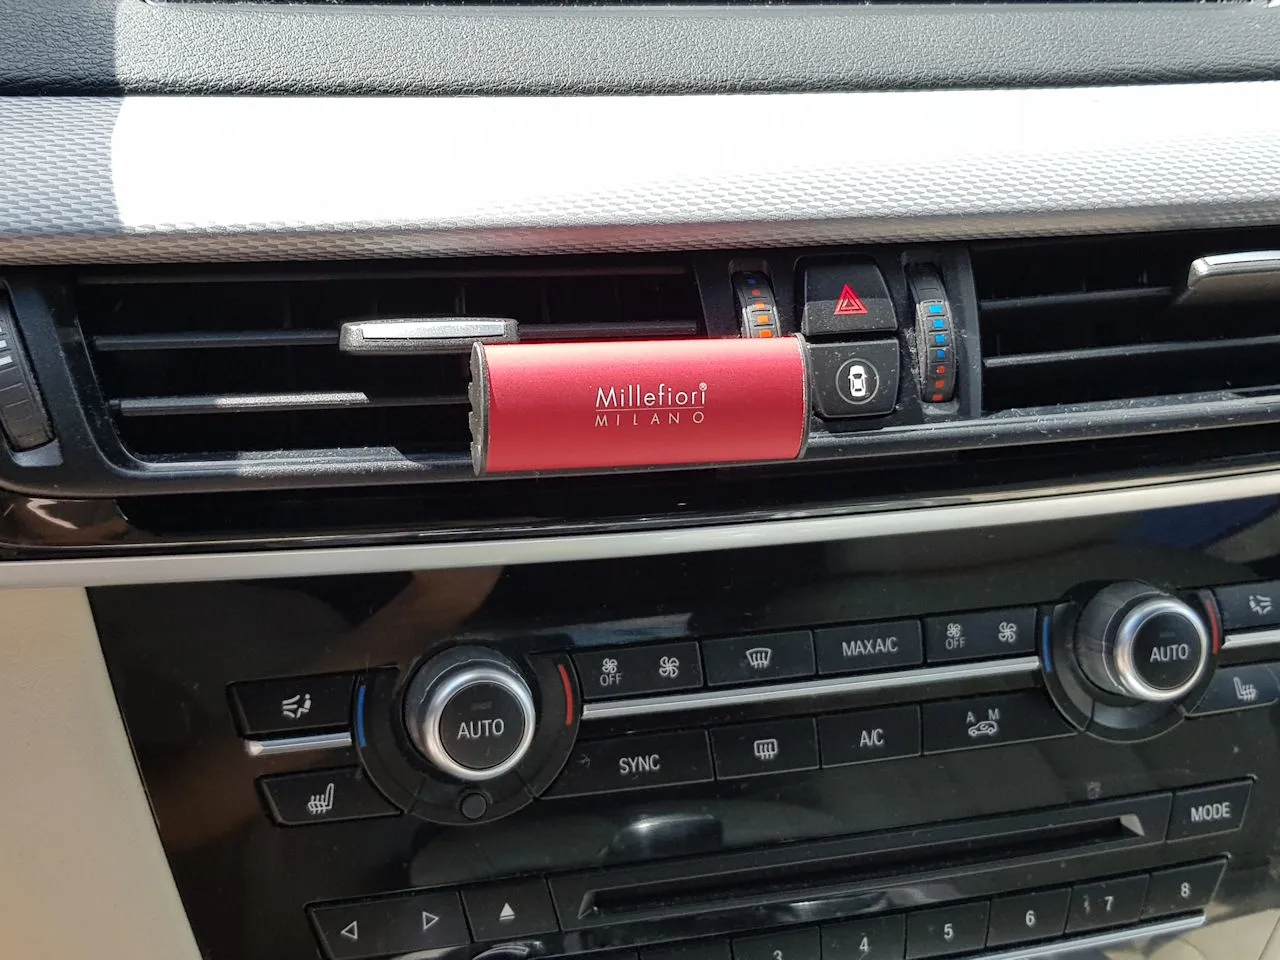 Millefiori®
MILANO
OFF
MAX A/C
OFF
AUTO
AUTO
SYNC
A/C
A M
MODE
3
4
5
6
7
8